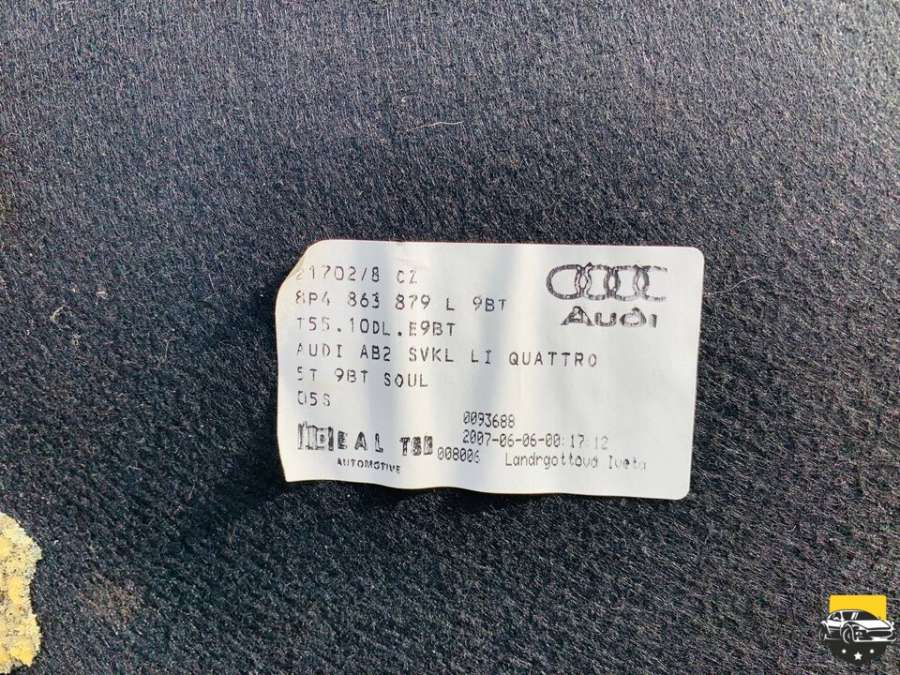 21702/8 CZ
8P4 863 879 L 9BT
T55.10DL.E9BT
AUDI AB2 SVKL LI QUATTRO
5T 9BT SOUL
05S
Audi
IDEAL TSB
AUTOMOTIVE
0093688
2007-06-06-00:17:12
008006 Landrgottová Iveta